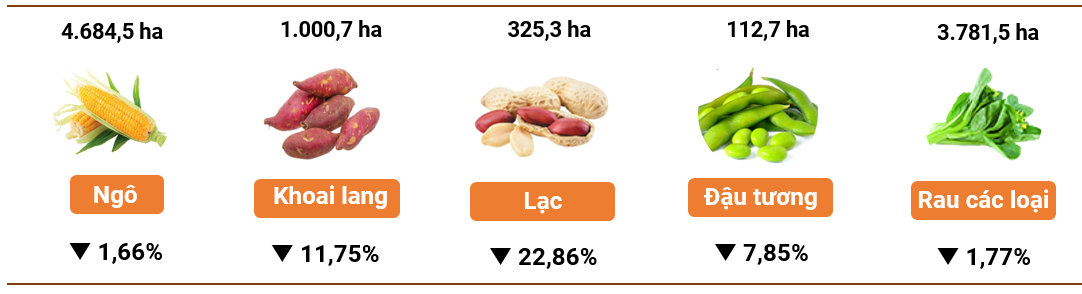 4.684,5 ha
1.000,7 ha
325,3 ha
112,7 ha
3.781,5 ha
Ngô
Khoai lang
Lạc
Đậu tương
Rau các loại
▼ 1,66%
▼ 11,75%
▼ 22,86%
▼ 7,85%
▼ 1,77%